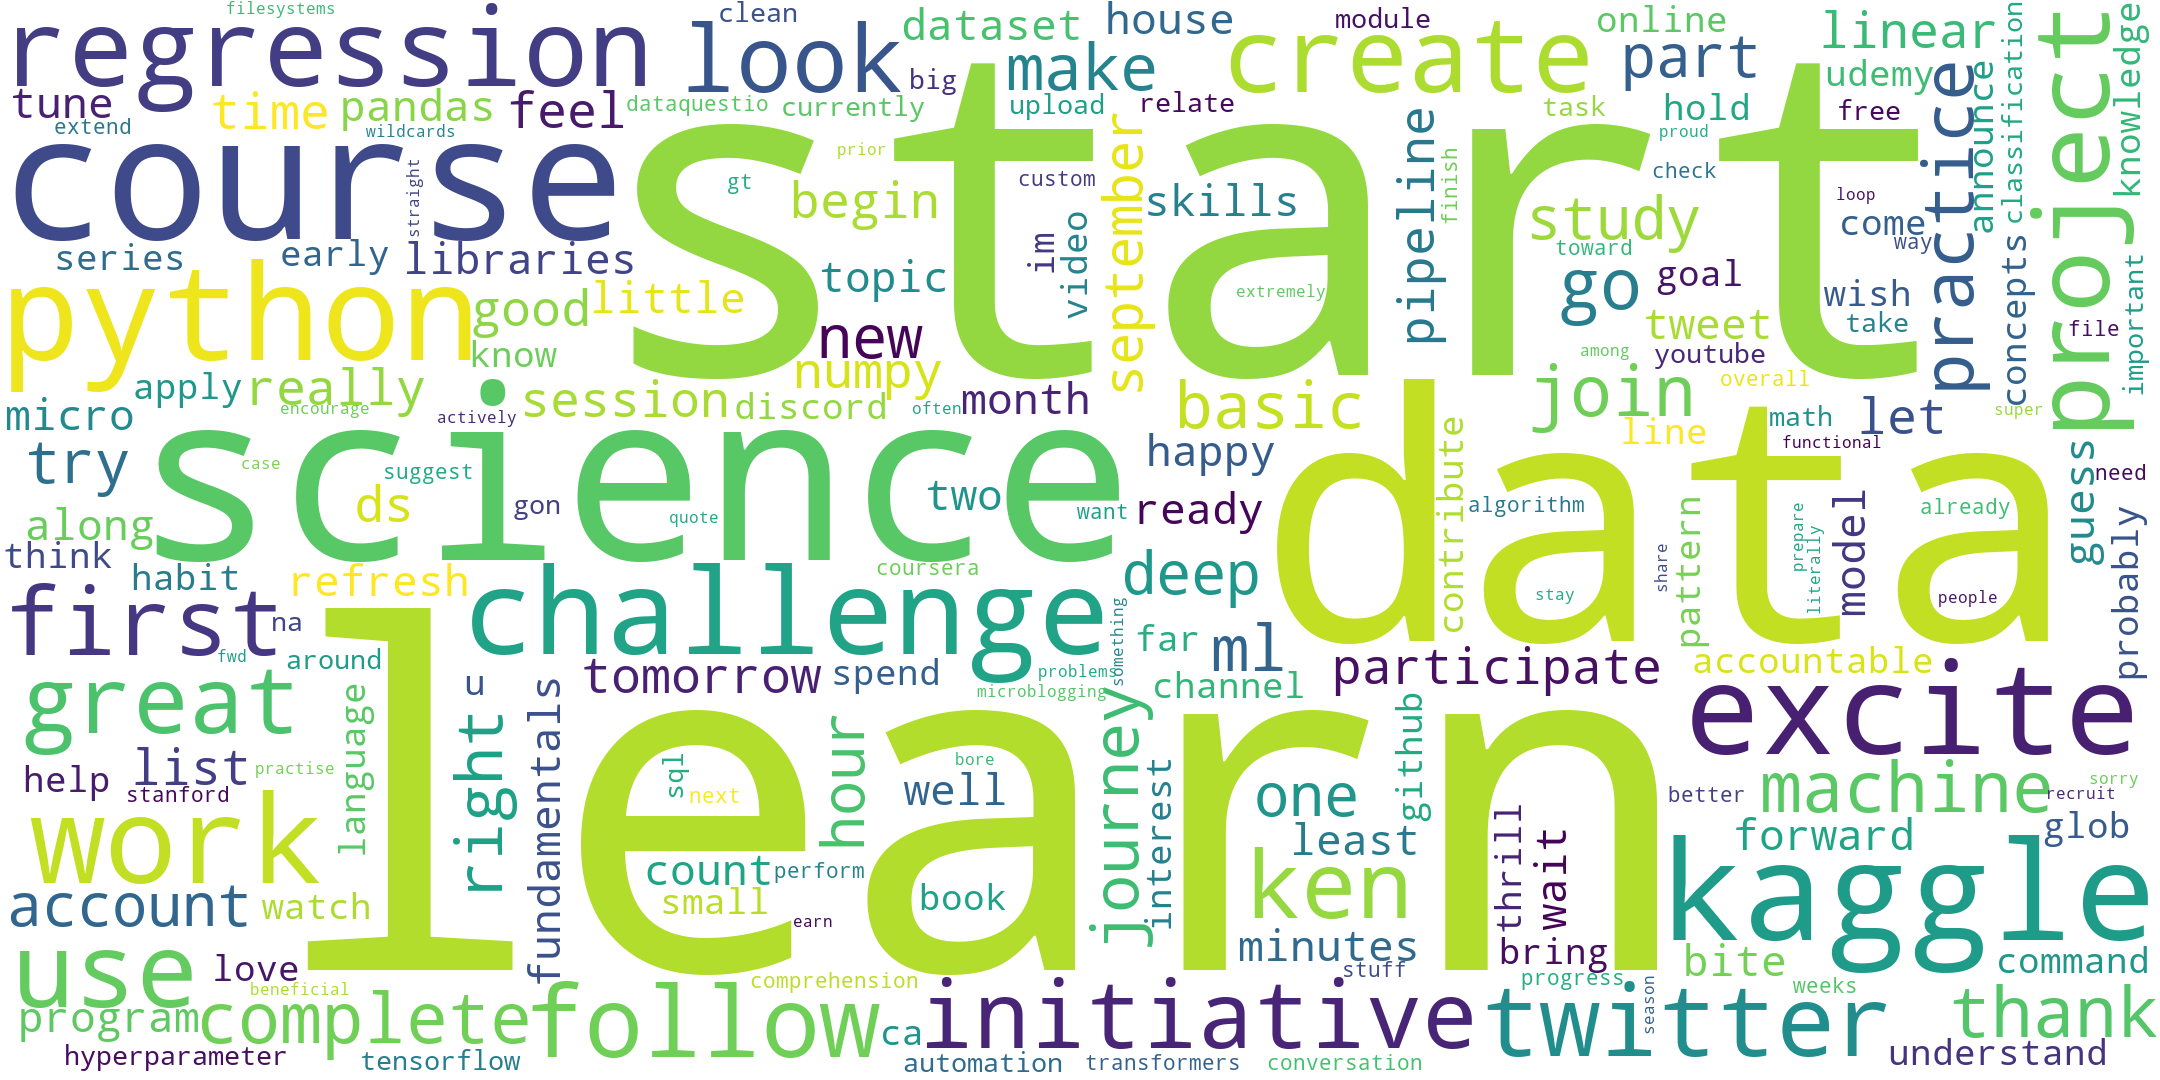 filesystems
clean
dataset
house
module
online
linear
regression
look
big
make
create
part
udemy
project
knowledge
classification
tune
time
pandas
feel
dataquestio
currently
upload
relate
task
hold
free
practice
announce
extend
wildcards
course
straight
start
prior
gt
begin
custom
skills
september
pipeline
finish
study
proud
check
loop
come
way
concepts
important
series
early
libraries
topic
im
video
extremely
toward
go
goal
wish
take
file
python
good
little
know
new
numpy
tweet
among
youtube
overall
super
apply
really
encourage
micro
actively
session
discord
often
month
basic
join
line
math
functional
let
guess
need
try
science
case
suggest
ds
gon
quote
two
want
happy
ready
data
contribute
algorithm
pattern
prepare
literally
model
already
probably
along
think
habit
refresh
first
na
fwd
around
challenge
coursera
deep
something
far
ml
stay
share
people
participate
accountable
great
language
u
right
fundamentals
tomorrow
spend
problems
microblogging
channel
journey
learn
excite
list
help
practise
stanford
sql
next
hour
bore
well
interest
github
one
least
better
machine
recruit
sorry
glob
forward
work
count
perform
small
book
earn
ken
thrill
wait
kaggle
account
watch
minutes
bring
bite
command
use
love
beneficial
comprehension
stuff
progress
season
weeks
program
complete
follow
ca
initiative
twitter
thank
hyperparameter
tensorflow
automation
transformers
conversation
understand